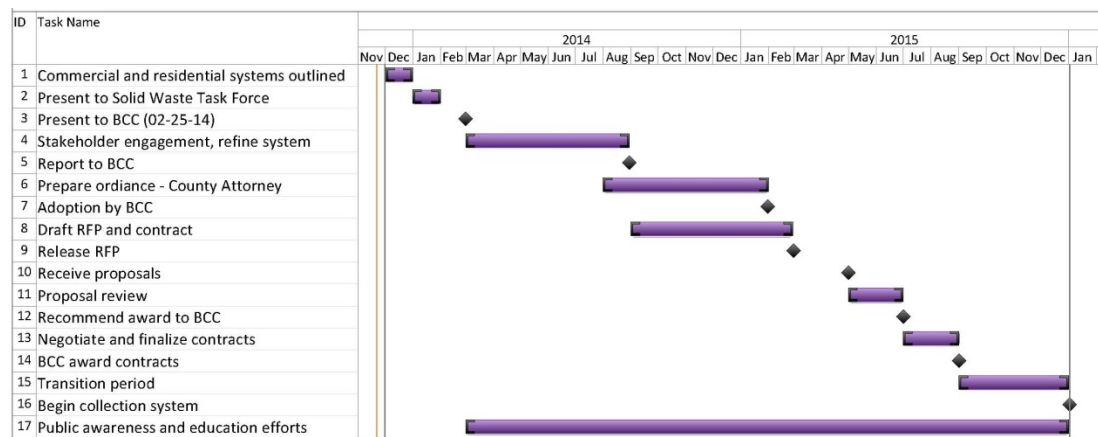 ID Task Name
2014 2015
Nov Dec Jan Feb Mar Apr May Jun Jul Aug Sep Oct Nov Dec Jan Feb Mar Apr May Jun Jul Aug Sep Oct Nov Dec Jan
1 Commercial and residential systems outlined
2 Present to Solid Waste Task Force
3 Present to BCC (02-25-14)
4 Stakeholder engagement, refine system
5 Report to BCC
6 Prepare ordiance - County Attorney
7 Adoption by BCC
8 Draft RFP and contract
9 Release RFP
10 Receive proposals
11 Proposal review
12 Recommend award to BCC
13 Negotiate and finalize contracts
14 BCC award contracts
15 Transition period
16 Begin collection system
17 Public awareness and education efforts